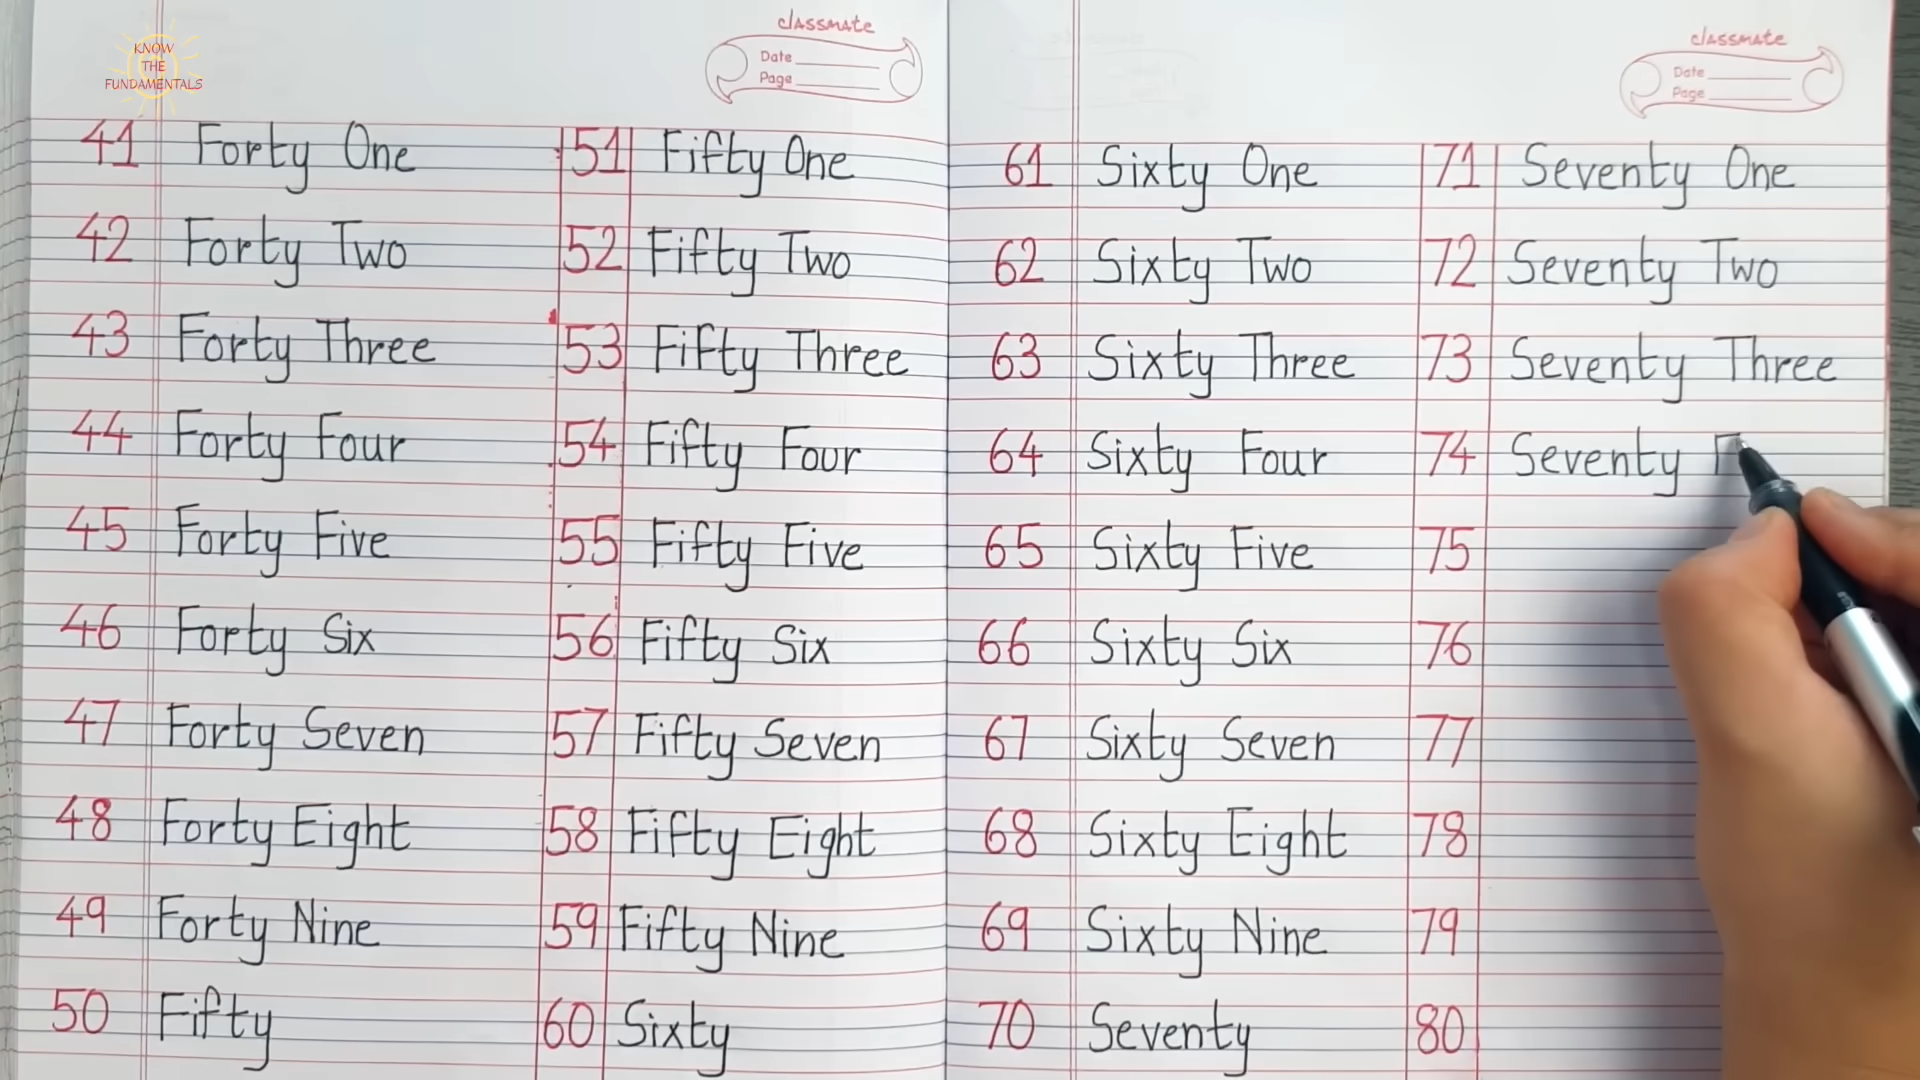 KNOW
THE
FUNDAMENTALS
classmate
Date
Page
41 Forty One
42 Forty Two
43 Forty Three
44 Forty Four
45 Forty Five
46 Forty Six
47 Forty Seven
48 Forty Eight
49 Forty Nine
50 Fifty
51 Fifty One
52 Fifty Two
53 Fifty Three
54 Fifty Four
55 Fifty Five
56 Fifty Six
57 Fifty Seven
58 Fifty Eight
59 Fifty Nine
60 Sixty
classmate
Date
Page
61 Sixty One
62 Sixty Two
63 Sixty Three
64 Sixty Four
65 Sixty Five
66 Sixty Six
67 Sixty Seven
68 Sixty Eight
69 Sixty Nine
70 Seventy
71 Seventy One
72 Seventy Two
73 Seventy Three
74 Seventy
75
76
77
78
79
80